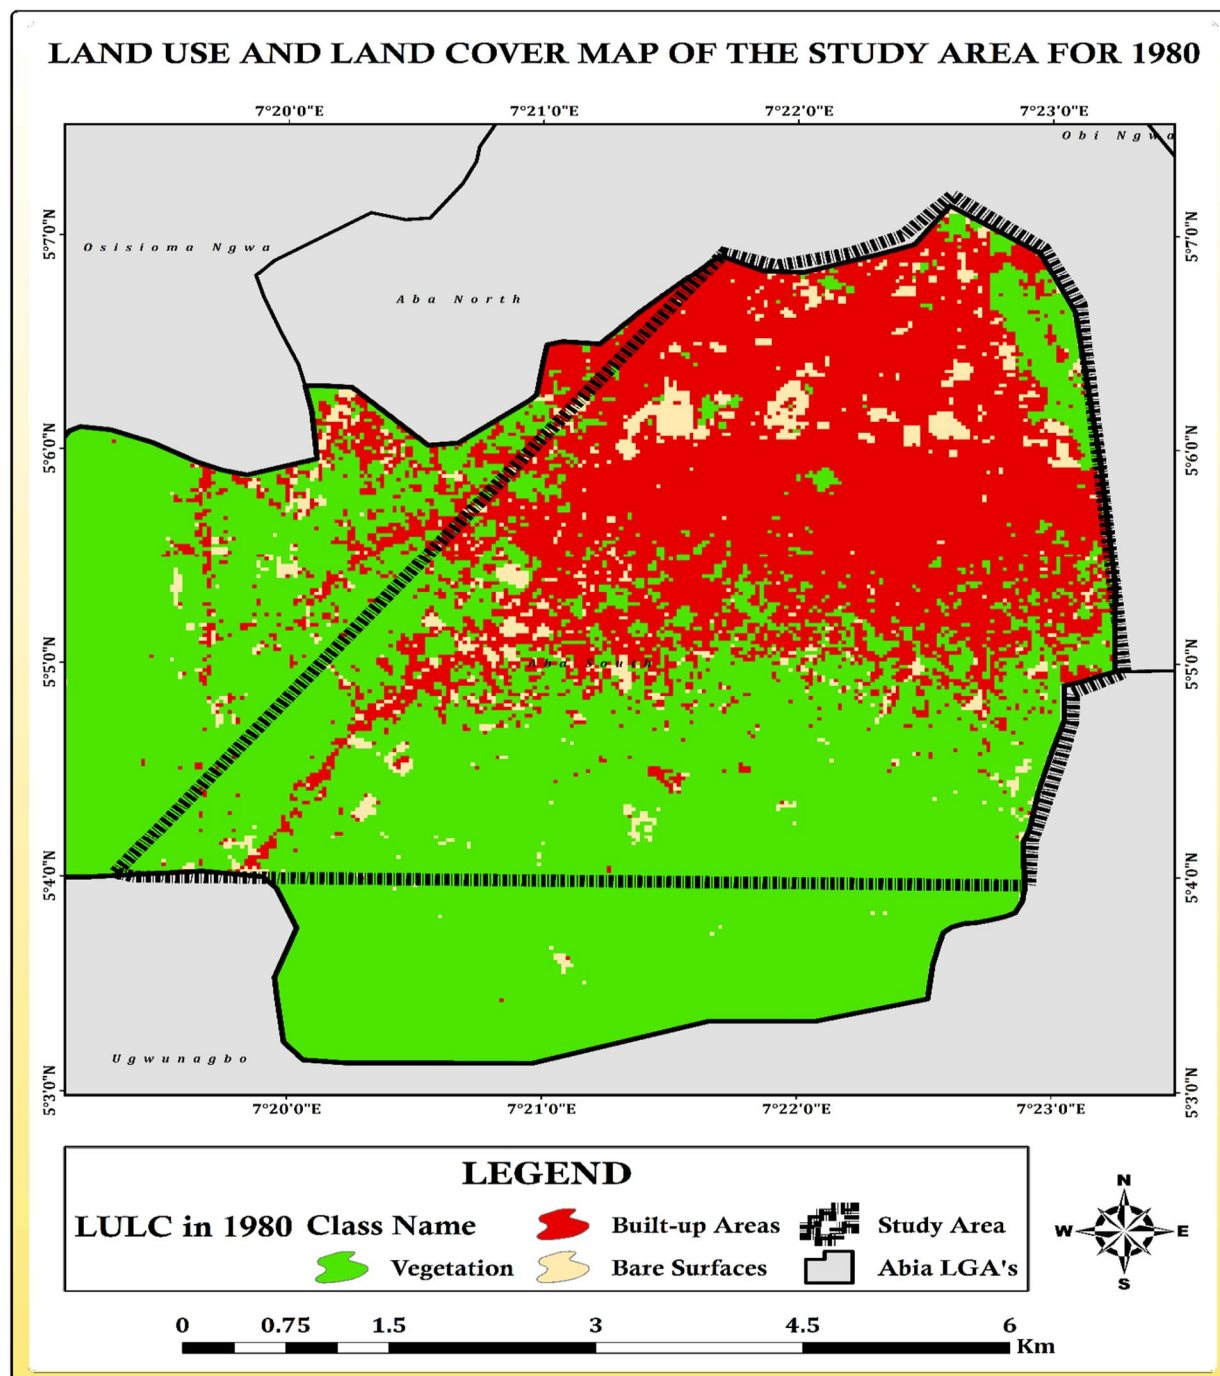 LAND USE AND LAND COVER MAP OF THE STUDY AREA FOR 1980
7°20'0"E 7°21'0"E 7°22'0"E 7°23'0"E
Obi Ngwa
5°7'0"N 5°7'0"N
Osisioma Ngwa
Aba North
5°6'0"N 5°6'0"N
5°5'0"N 5°5'0"N
Aba South
5°4'0"N 5°4'0"N
Ugwunagbo
5°3'0"N 5°3'0"N
7°20'0"E 7°21'0"E 7°22'0"E 7°23'0"E
LEGEND
LULC in 1980 Class Name Built-up Areas Study Area
Vegetation Bare Surfaces Abia LGA's
N
W E
S
0 0.75 1.5 3 4.5 6
Km